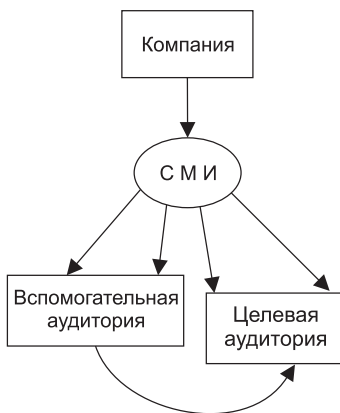 Компания
С М И
Вспомогательная
аудитория
Целевая
аудитория